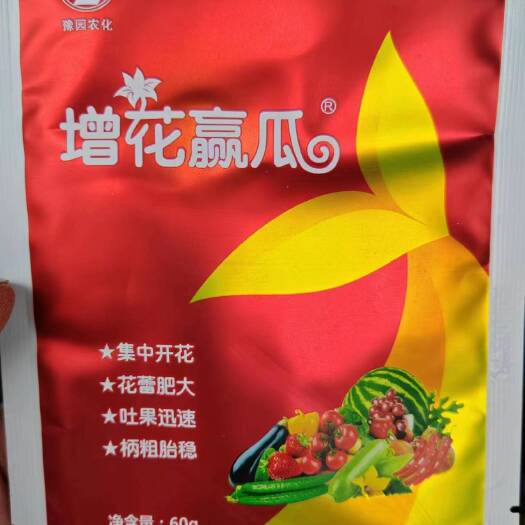 豫园农化
增花赢瓜®
★集中开花
★花蕾肥大
★吐果迅速
★柄粗胎稳
净含量：60g